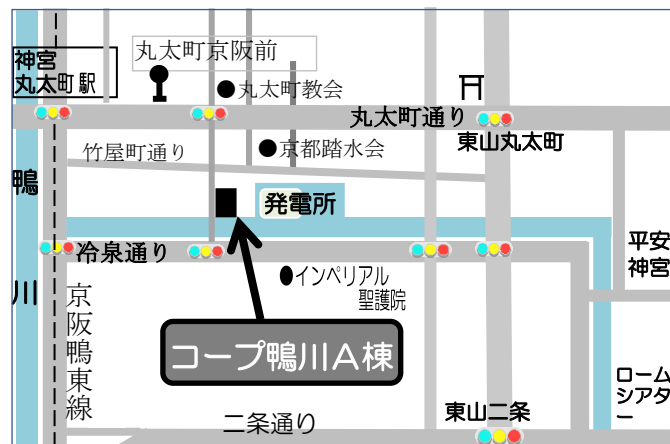 丸太町京阪前
神宮
丸太町駅
丸太町教会
丸太町通り
東山丸太町
京都踏水会
竹屋町通り
鴨
川
発電所
冷泉通り
平安
神宮
インペリアル
聖護院
京阪鴨東線
コープ鴨川A棟
ローム
シアタ
ー
東山二条
二条通り